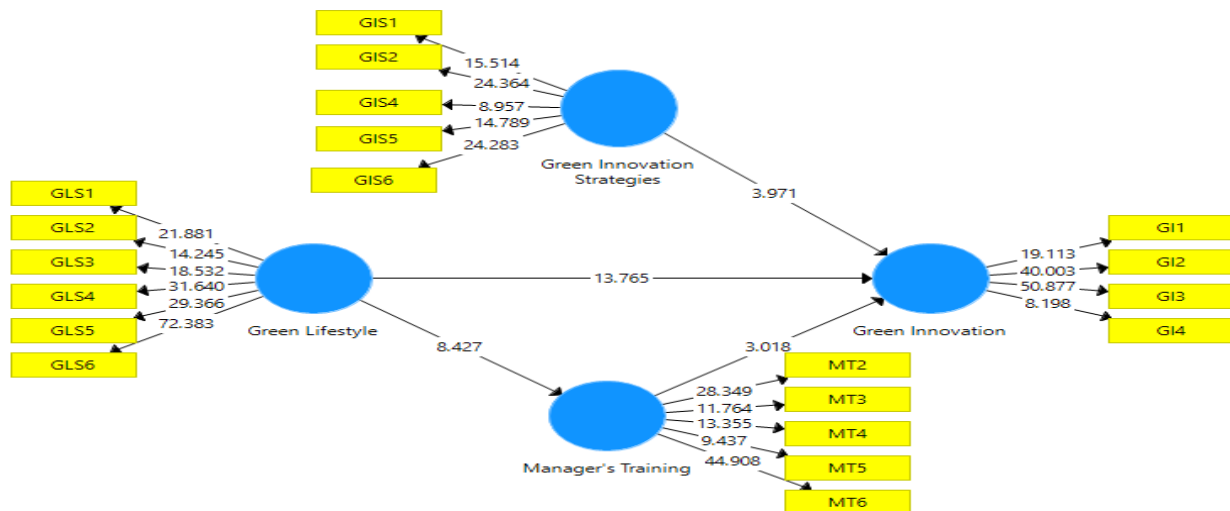 GIS1
GIS2
GIS4
GIS5
GIS6
15.514
24.364
8.957
14.789
24.283
Green Innovation
Strategies
3.971
GLS1
GLS2
GLS3
GLS4
GLS5
GLS6
21.881
14.245
18.532
31.640
29.366
72.383
Green Lifestyle
13.765
8.427
Green Innovation
19.113
40.003
50.877
8.198
GI1
GI2
GI3
GI4
3.018
Manager's Training
28.349
11.764
13.355
9.437
44.908
MT2
MT3
MT4
MT5
MT6